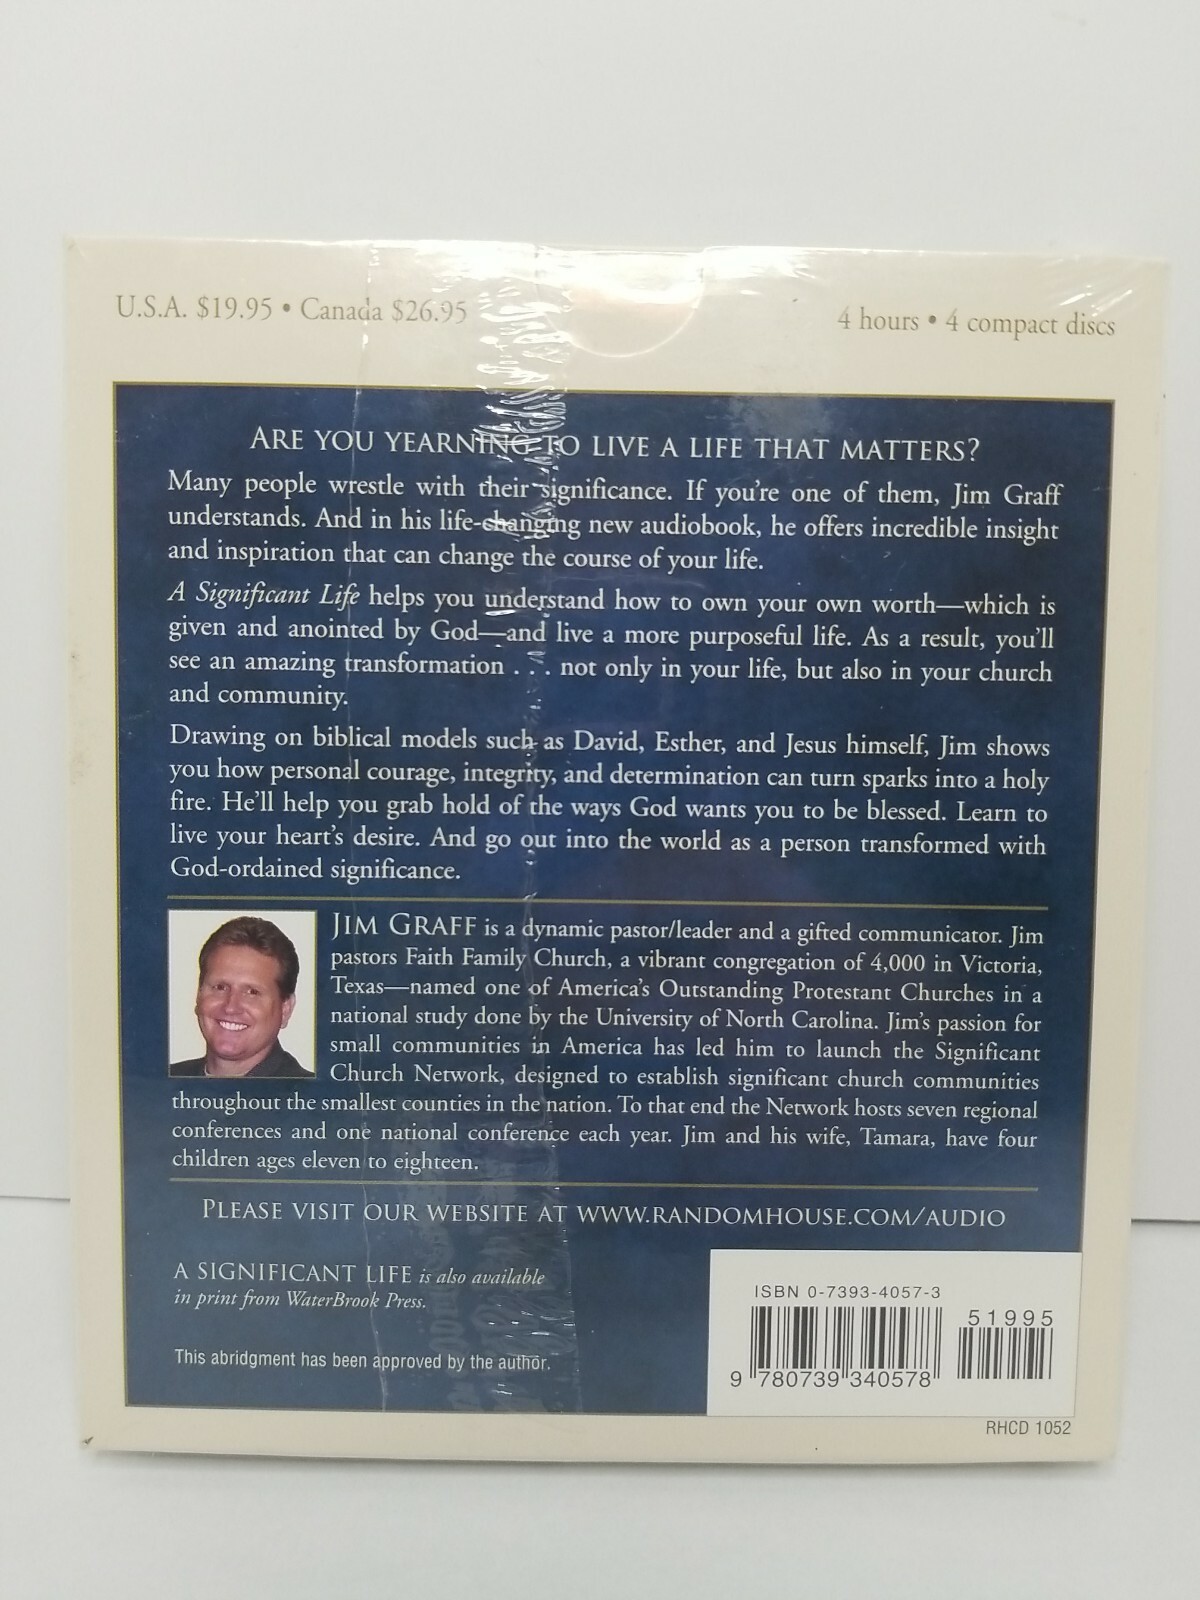 U.S.A. $19.95 • Canada $26.95
4 hours • 4 compact discs
ARE YOU YEARNING TO LIVE A LIFE THAT MATTERS?
Many people wrestle with their significance. If you're one of them, Jim Graff
understands. And in his life-changing new audiobook, he offers incredible insight
and inspiration that can change the course of your life.
A Significant Life helps you understand how to own your own worth—which is
given and anointed by God—and live a more purposeful life. As a result, you'll
see an amazing transformation . . . not only in your life, but also in your church
and community.
Drawing on biblical models such as David, Esther, and Jesus himself, Jim shows
you how personal courage, integrity, and determination can turn sparks into a holy
fire. He'll help you grab hold of the ways God wants you to be blessed. Learn to
live your heart's desire. And go out into the world as a person transformed with
God-ordained significance.
JIM GRAFF is a dynamic pastor/leader and a gifted communicator. Jim
pastors Faith Family Church, a vibrant congregation of 4,000 in Victoria,
Texas—named one of America's Outstanding Protestant Churches in a
national study done by the University of North Carolina. Jim's passion for
small communities in America has led him to launch the Significant
Church Network, designed to establish significant church communities
throughout the smallest counties in the nation. To that end the Network hosts seven regional
conferences and one national conference each year. Jim and his wife, Tamara, have four
children ages eleven to eighteen.
PLEASE VISIT OUR WEBSITE AT WWW.RANDOMHOUSE.COM/AUDIO
A SIGNIFICANT LIFE is also available
in print from WaterBrook Press.
This abridgment has been approved by the author.
ISBN 0-7393-4057-3
51995
9 780739 340578
RHCD 1052